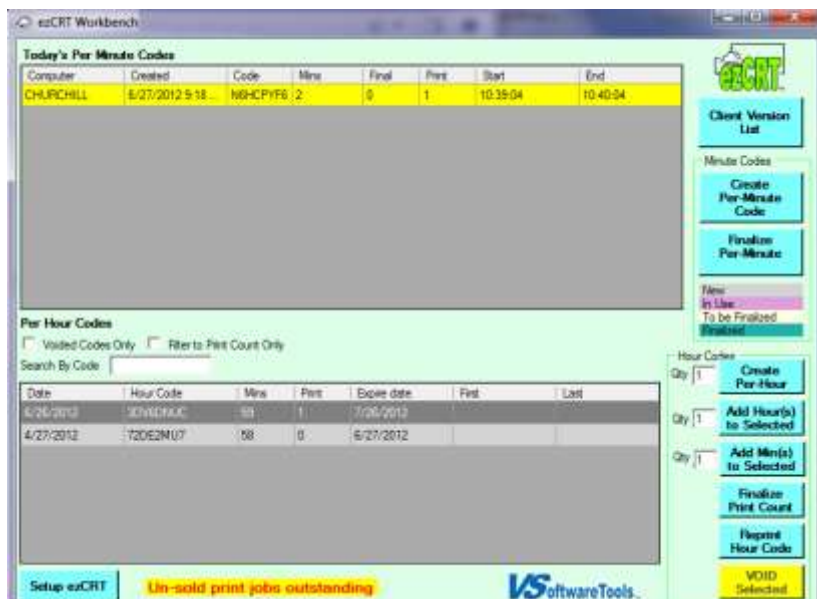 ezCRT Workbench
Today's Per Minute Codes
Computer Created Code Mins Final Print Start End
CHURCHILL 6/27/2012 9:18 ... N6HCPYF6 2 0 1 10:39:04 10:40:04
ezCRT
Client Version
List
Minute Codes
Create
Per-Minute
Code
Finalize
Per-Minute
New
In Use
To be Finalized
Finalized
Per Hour Codes
Voided Codes Only Filter to Print Count Only
Search By Code
Date Hour Code Mins Print Expire date First Last
6/26/2012 1 7/26/2012
4/27/2012 72DE2MU7 58 0 6/27/2012
Hour Codes
Qty 1 Create
Per-Hour
Qty 1 Add Hour(s)
to Selected
Qty 1 Add Min(s)
to Selected
Finalize
Print Count
Reprint
Hour Code
VOID
Selected
Setup ezCRT Un-sold print jobs outstanding VSoftwareTools